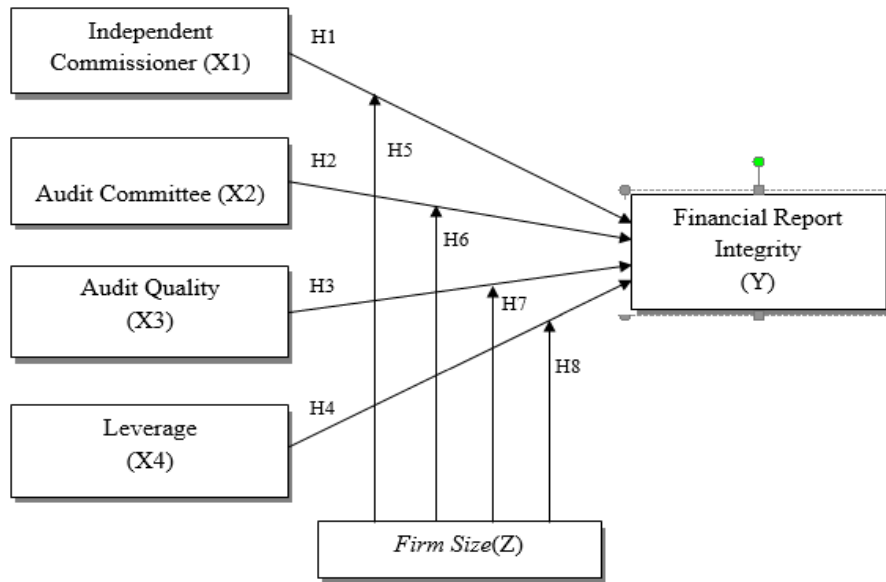 Independent
Commissioner (X1)
H1
H5
Audit Committee (X2)
H2
H6
Financial Report
Integrity
(Y)
Audit Quality
(X3)
H3
H7
H8
Leverage
(X4)
H4
Firm Size(Z)